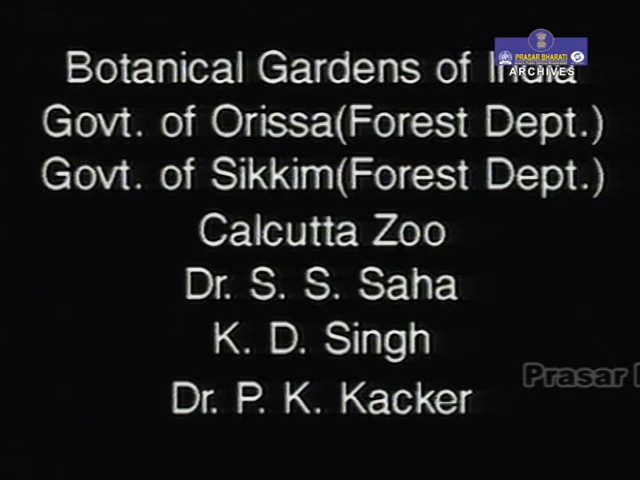 PRASAR BHARATI
ARCHIVES
Botanical Gardens of India
Govt. of Orissa(Forest Dept.)
Govt. of Sikkim(Forest Dept.)
Calcutta Zoo
Dr. S. S. Saha
K. D. Singh
Dr. P. K. Kacker
Prasar